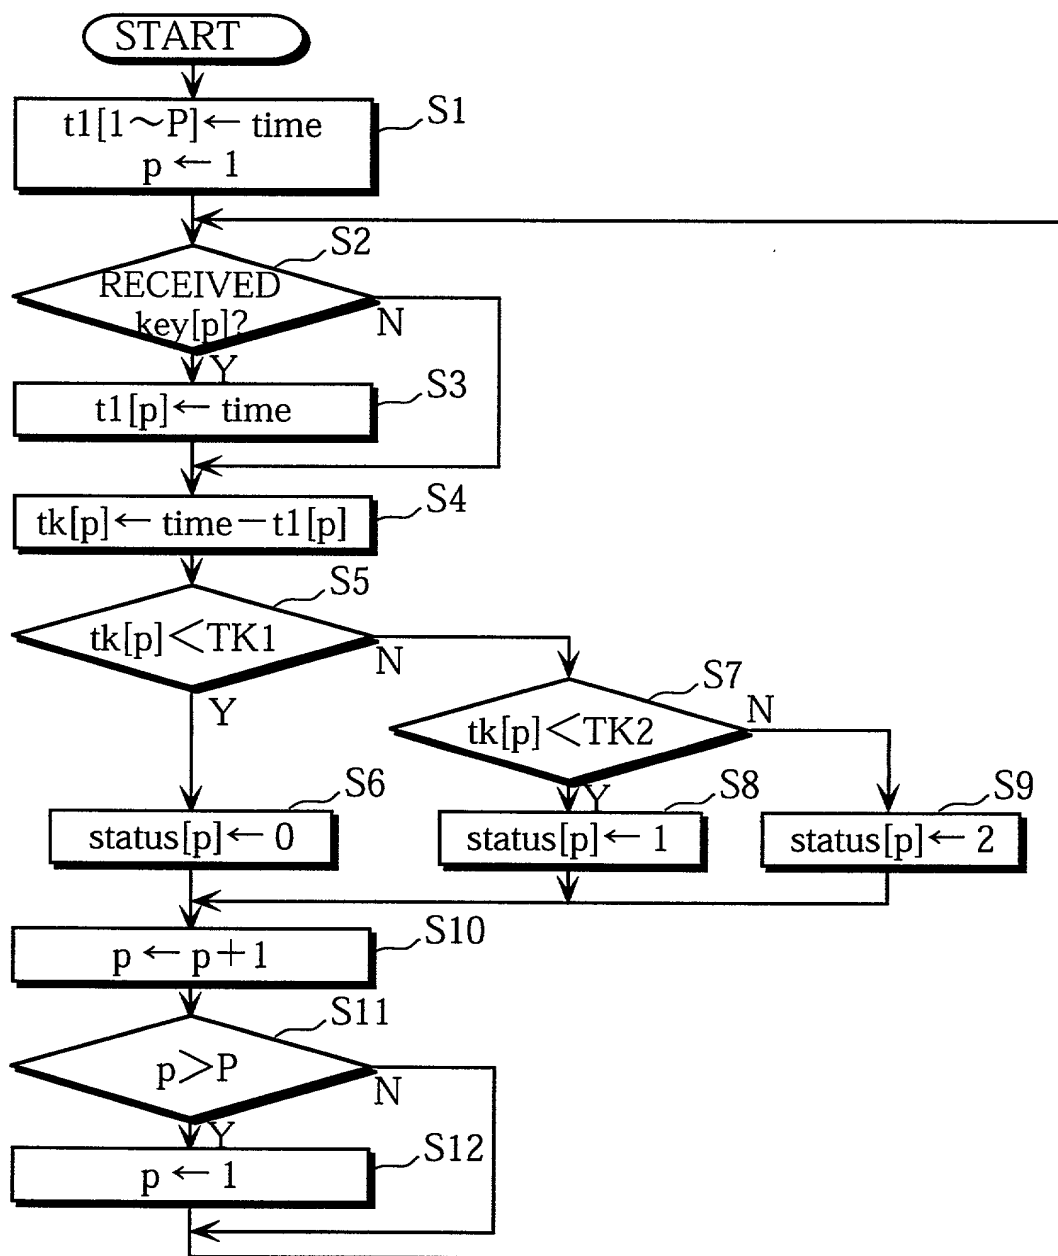 START
S1
t1[1~P]← time
p ← 1
S2
RECEIVED
key[p]?
N
Y
S3
t1[p]← time
S4
tk[p]← time－t1[p]
S5
tk[p]＜TK1
N
Y
S7
tk[p]＜TK2
N
Y
S6
status[p]← 0
S8
status[p]← 1
S9
status[p]← 2
S10
p ← p＋1
S11
p＞P
N
Y
S12
p ← 1